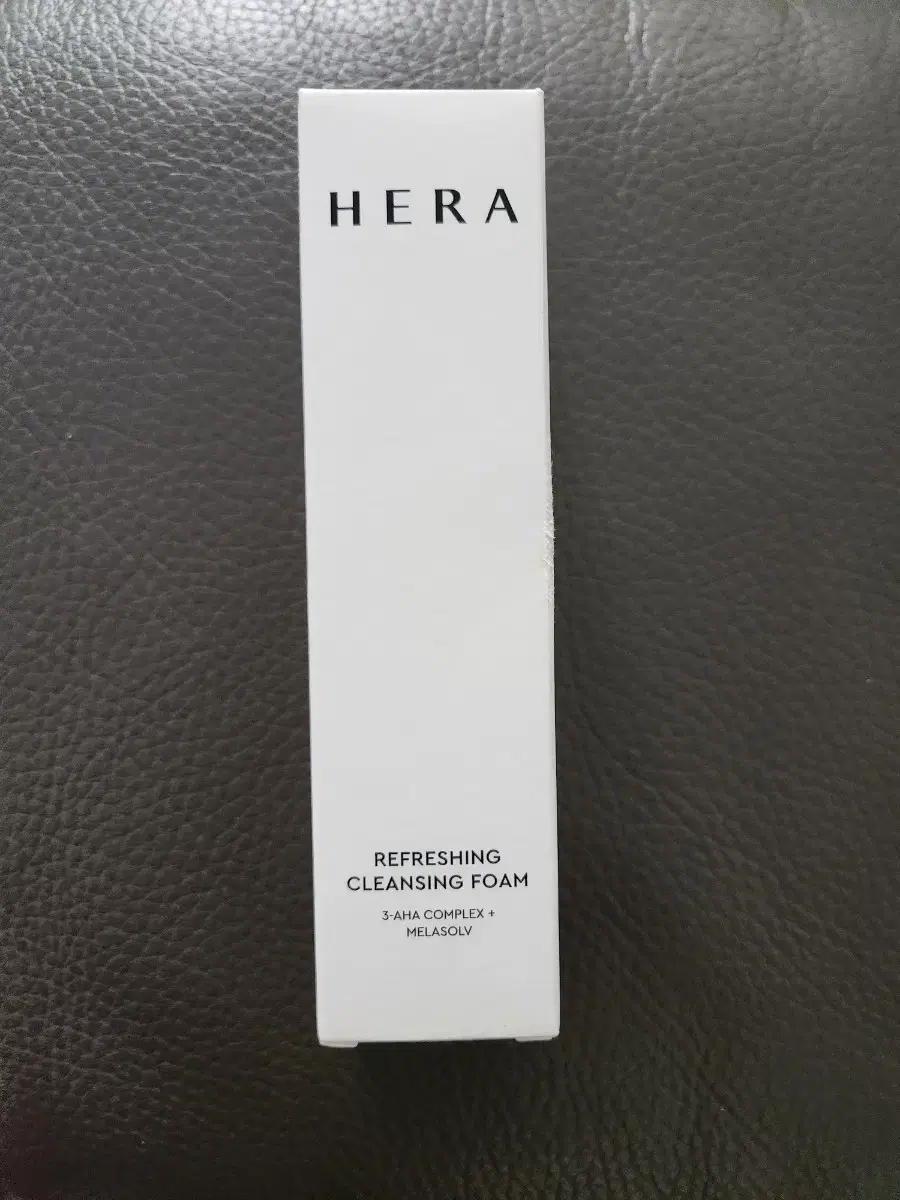 HERA
REFRESHING
CLEANSING FOAM
3-AHA COMPLEX +
MELASOLV